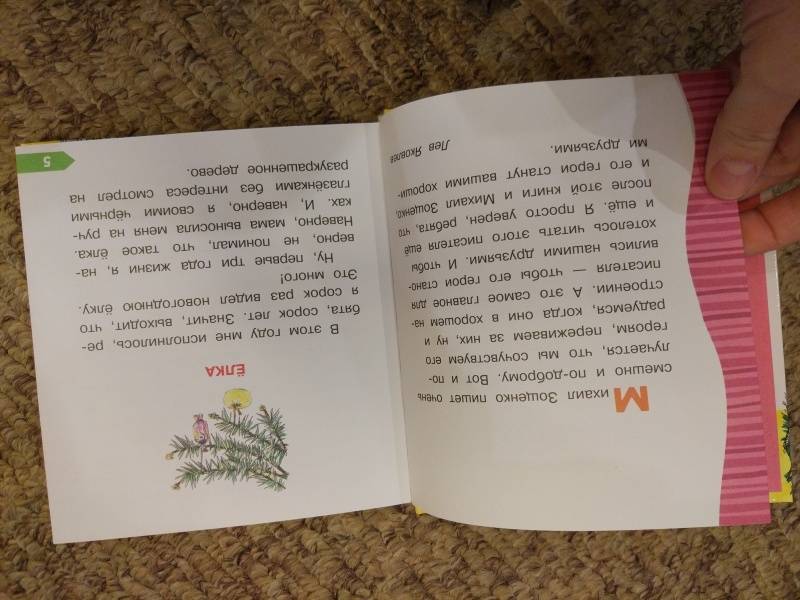 Михаил Зощенко пишет очень
смешно и по-доброму. Вот и по-
лучается, что мы сочувствуем его
героям, переживаем за них, ну и
радуемся, когда они в хорошем на-
строении. А это самое главное для
писателя — чтобы его герои стано-
вились нашими друзьями. И чтобы
хотелось читать этого писателя ещё
и ещё. Я просто уверен, ребята, что
после этой книги и Михаил Зощенко,
и его герои станут вашими хороши-
ми друзьями.
Лев Яковлев
ЁЛКА
В этом году мне исполнилось, ре-
бята, сорок лет. Значит, выходит, что
я сорок раз видел новогоднюю ёлку.
Это много!
Ну, первые три года жизни я, на-
верно, не понимал, что такое ёлка.
Наверно, мама выносила меня на руч-
ках. И, наверно, я своими чёрными
глазёнками без интереса смотрел на
разукрашенное дерево.
5